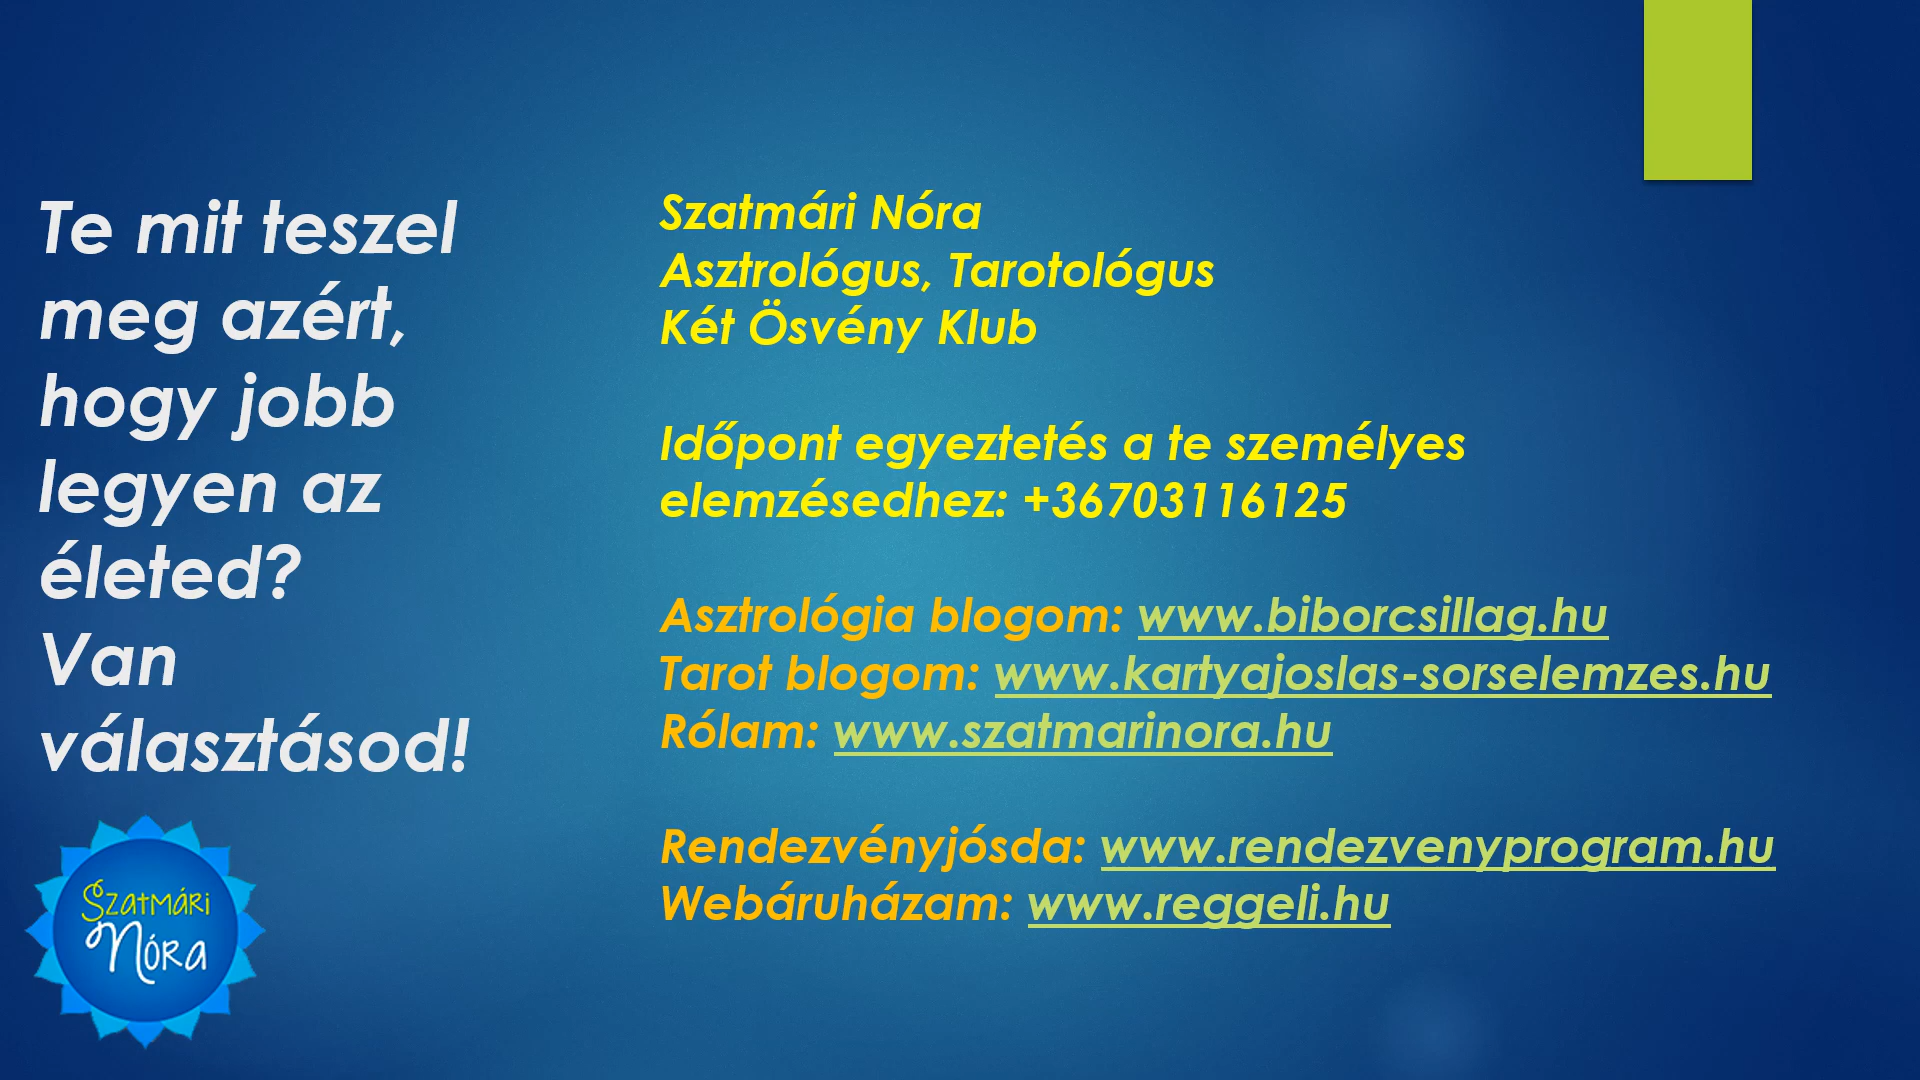 Te mit teszel
meg azért,
hogy jobb
legyen az
életed?
Van
választásod!
Szatmári Nóra
Asztrológus, Tarotológus
Két Ösvény Klub
Időpont egyeztetés a te személyes
elemzésedhez: +36703116125
Asztrológia blogom: www.biborcsillag.hu
Tarot blogom: www.kartyajoslas-sorselemzes.hu
Rólam: www.szatmarinora.hu
Rendezvényjósda: www.rendezvenyprogram.hu
Webáruházam: www.reggeli.hu
Szatmári
Nóra